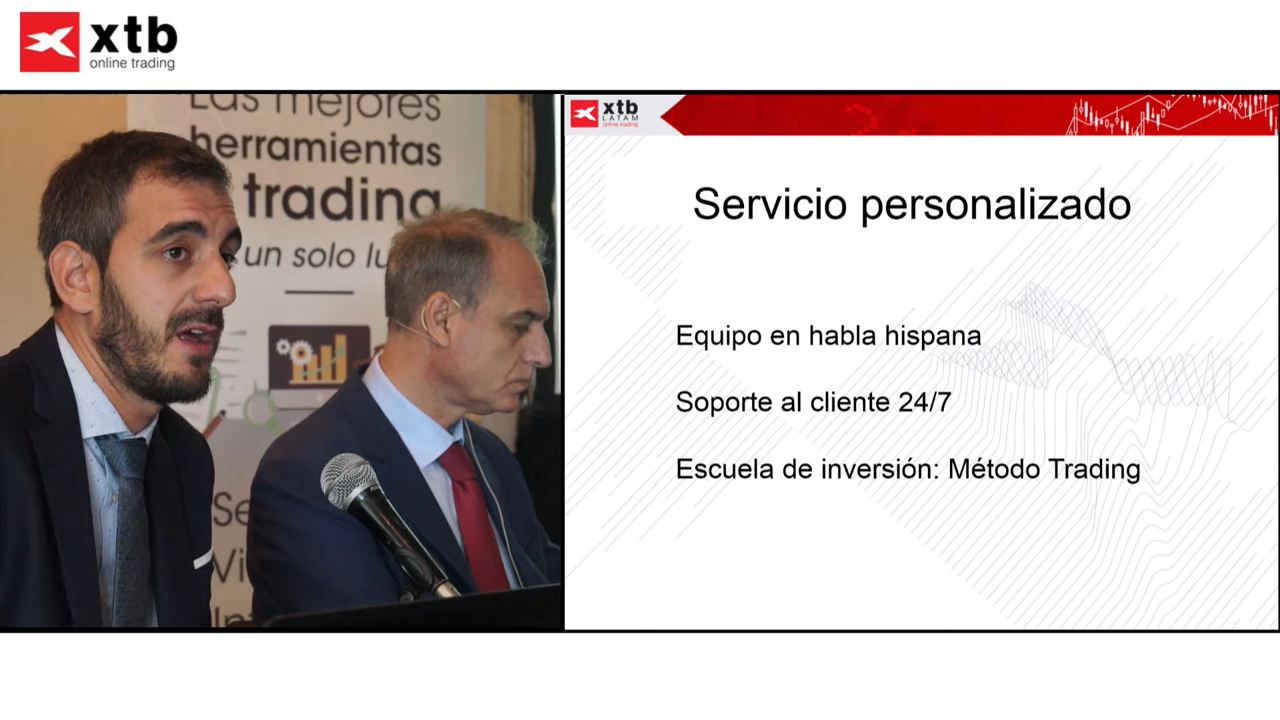 xtb
online trading
Las mejores
herramientas
trading
un solo
xtb
LATAM
online trading
Servicio personalizado
Equipo en habla hispana
Soporte al cliente 24/7
Escuela de inversión: Método Trading